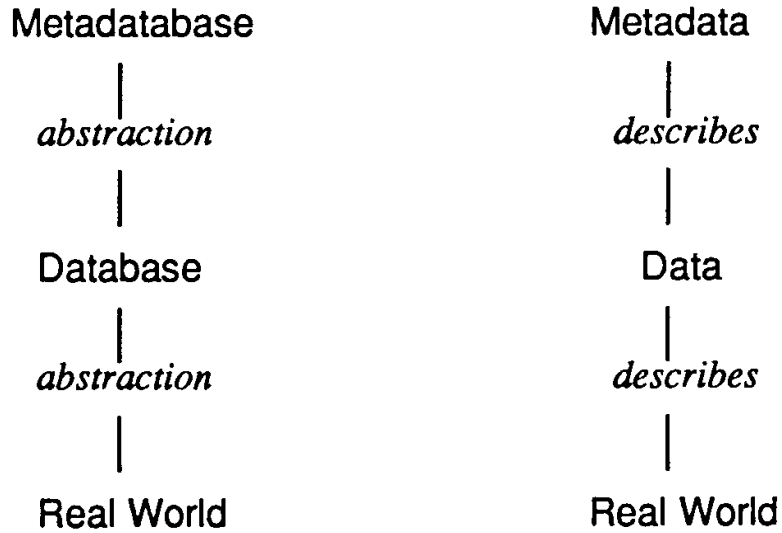 Metadatabase
abstraction
Database
abstraction
Real World
Metadata
describes
Data
describes
Real World